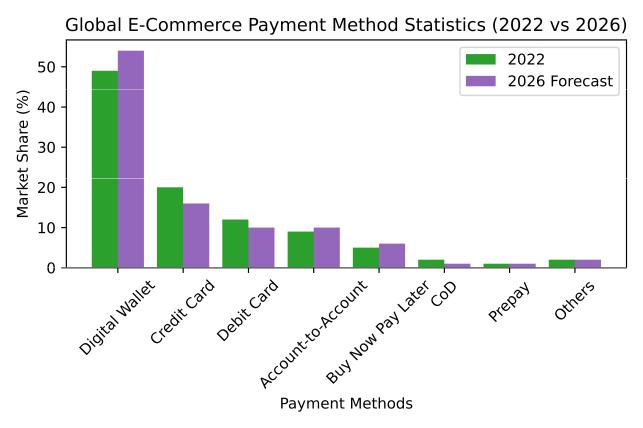 Global E-Commerce Payment Method Statistics (2022 vs 2026)
2022
2026 Forecast
Market Share (%)
50
40
30
20
10
0
Digital Wallet
Credit Card
Debit Card
Account-to-Account
Buy Now Pay Later
CoD
Prepay
Others
Payment Methods